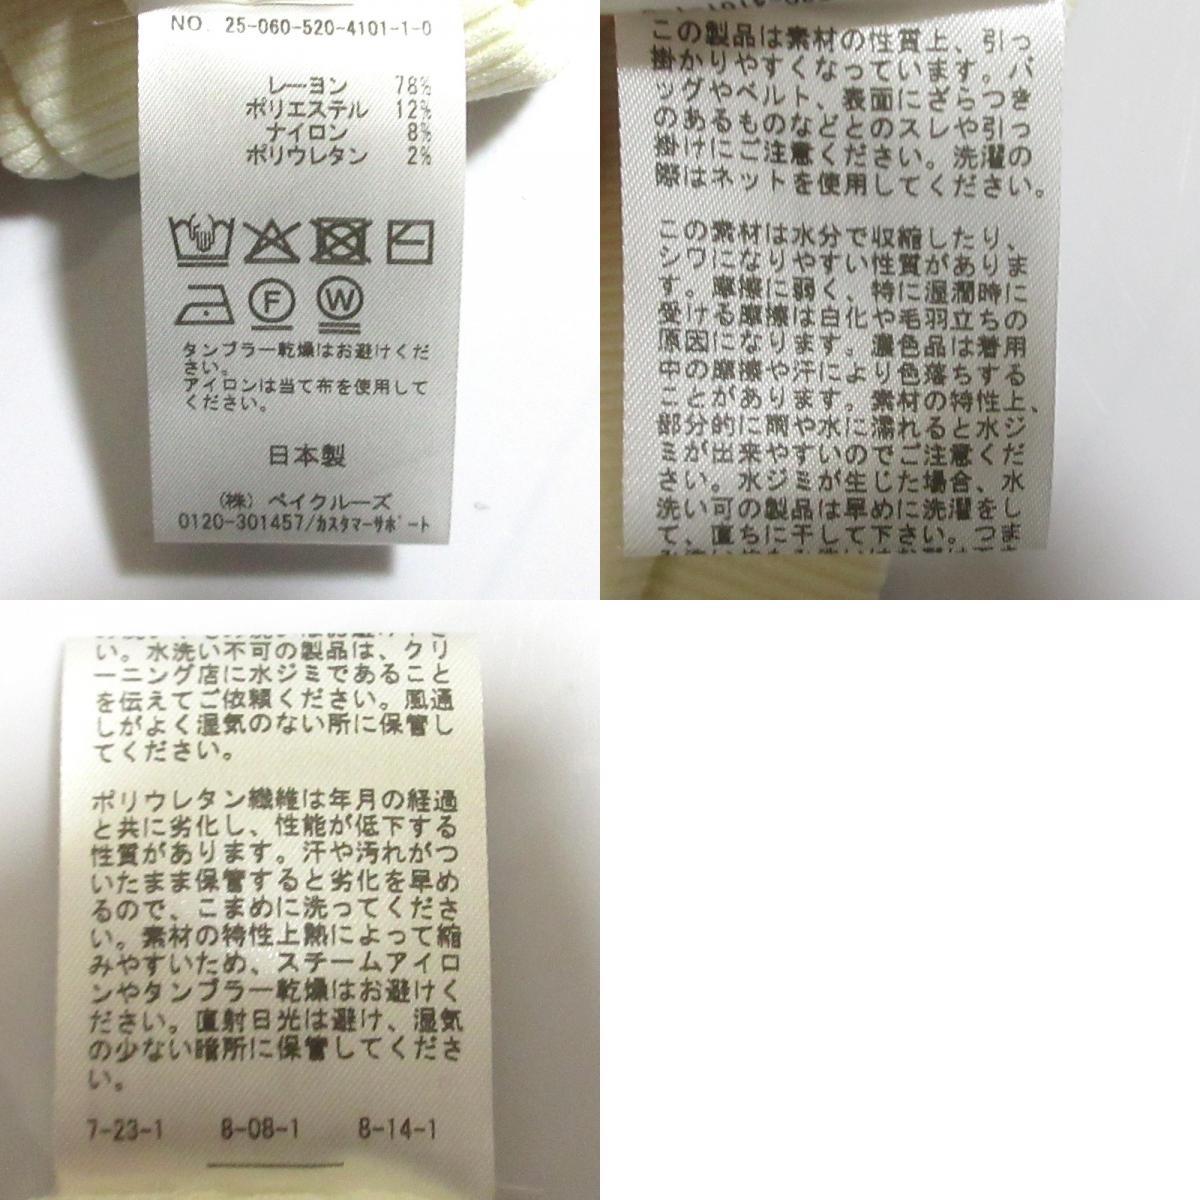 NO. 25-060-520-4101-1-0
レーヨン 78%
ポリエステル 12%
ナイロン 8%
ポリウレタン 2%
F W
タンブラー乾燥はお避けくだ
さい。
アイロンは当て布を使用して
ください。
日本製
(株) ベイクルーズ
0120-301457/カスタマーサポート
この製品は素材の性質上、引っ
掛かりやすくなっています。バ
ッグやベルト、表面にざらつき
のあるものなどとのスレや引っ
掛けにご注意ください。洗濯の
際はネットを使用してください。
この素材は水分で収縮したり、
シワになりやすい性質がありま
す。摩擦に弱く、特に湿潤時に
受ける摩擦は白化や毛羽立ちの
原因になります。濃色品は着用
中の摩擦や汗により色落ちする
ことがあります。素材の特性上、
部分的に雨や水に濡れると水ジ
ミが出来やすいのでご注意くだ
さい。水ジミが生じた場合、水
洗い可の製品は早めに洗濯をし
て、直ちに干して下さい。つま
い。水洗い不可の製品は、クリ
ーニング店に水ジミであること
を伝えてご依頼ください。風通
しがよく湿気のない所に保管し
てください。
ポリウレタン繊維は年月の経過
と共に劣化し、性能が低下する
性質があります。汗や汚れがつ
いたまま保管すると劣化を早め
るので、こまめに洗ってくださ
い。素材の特性上熱によって縮
みやすいため、スチームアイロ
ンやタンブラー乾燥はお避けく
ださい。直射日光は避け、湿気
の少ない暗所に保管してくださ
い。
7-23-1 8-08-1 8-14-1